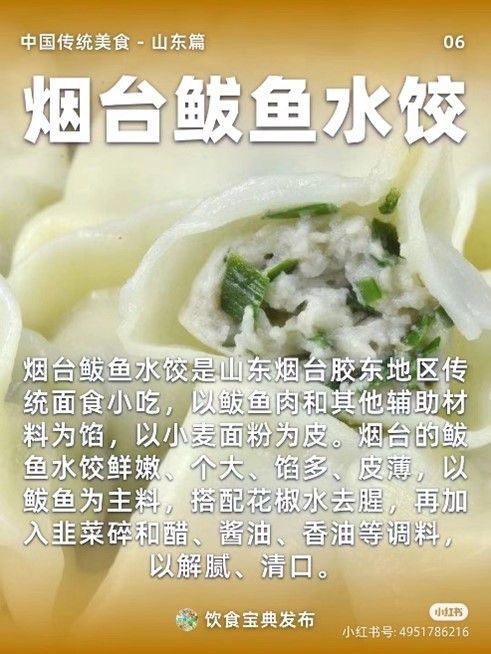 中国传统美食 - 山东篇
06
烟台鲅鱼水饺
烟台鲅鱼水饺是山东烟台胶东地区传
统面食小吃，以鲅鱼肉和其他辅助材
料为馅，以小麦面粉为皮。烟台的鲅
鱼水饺鲜嫩、个大、馅多、皮薄，以
鲅鱼为主料，搭配花椒水去腥，再加
入韭菜碎和醋、酱油、香油等调料，
以解腻、清口。
饮食宝典发布
小红书
小红书号: 4951786216